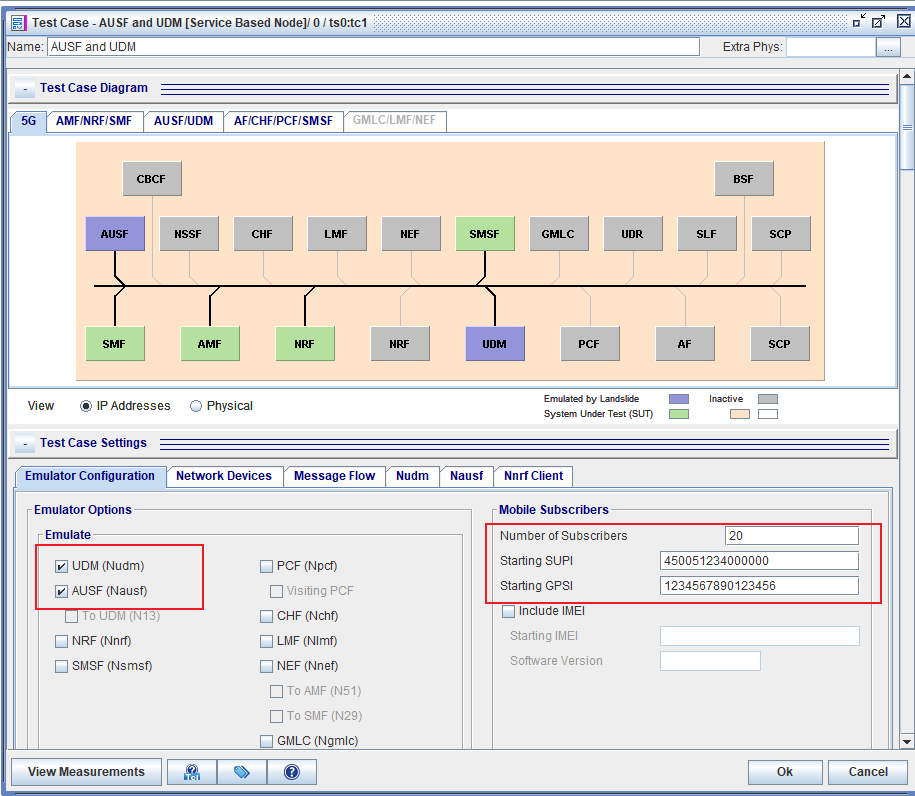 Test Case - AUSF and UDM [Service Based Node]/ 0 / ts0:tc1
Name: AUSF and UDM Extra Phys: ...
- Test Case Diagram
5G AMF/NRF/SMF AUSF/UDM AF/CHF/PCF/SMSF GMLC/LMF/NEF
CBCF BSF
AUSF NSSF CHF LMF NEF SMSF GMLC UDR SLF SCP
SMF AMF NRF NRF UDM PCF AF SCP
View IP Addresses Physical
Emulated by Landslide Inactive
System Under Test (SUT)
- Test Case Settings
Emulator Configuration Network Devices Message Flow Nudm Nausf Nnrf Client
Emulator Options
Emulate
UDM (Nudm)
AUSF (Nausf)
To UDM (N13)
NRF (Nnrf)
SMSF (Nsmsf)
PCF (Npcf)
Visiting PCF
CHF (Nchf)
LMF (Nlmf)
NEF (Nnef)
To AMF (N51)
To SMF (N29)
GMLC (Ngmlc)
Mobile Subscribers
Number of Subscribers 20
Starting SUPI 450051234000000
Starting GPSI 1234567890123456
Include IMEI
Starting IMEI
Software Version
View Measurements ? Tcl ? Ok Cancel